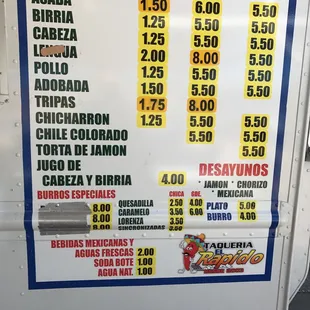 ASADA 1.50 6.00 5.50
BIRRIA 1.25 5.50 5.50
CABEZA 1.25 5.50 5.50
LENGUA 2.00 8.00 5.50
POLLO 1.25 5.50 5.50
ADOBADA 1.50 5.50 5.50
TRIPAS 1.75 8.00
CHICHARRON 1.25 5.50 5.50
CHILE COLORADO 5.50 5.50
TORTA DE JAMON 5.50
JUGO DE
CABEZA Y BIRRIA 4.00
DESAYUNOS
* JAMON * CHORIZO
* MEXICANA
PLATO 5.00
BURRO 4.00
BURROS ESPECIALES
8.00
8.00
8.00
CHICA GDE.
QUESADILLA 2.50 4.00
CARAMELO 3.50 6.00
LORENZA 3.50
SINCRONIZADAS 3.00
BEBIDAS MEXICANAS Y
AGUAS FRESCAS 2.00
SODA BOTE 1.00
AGUA NAT. 1.00
TAQUERIA
EL
Rapido